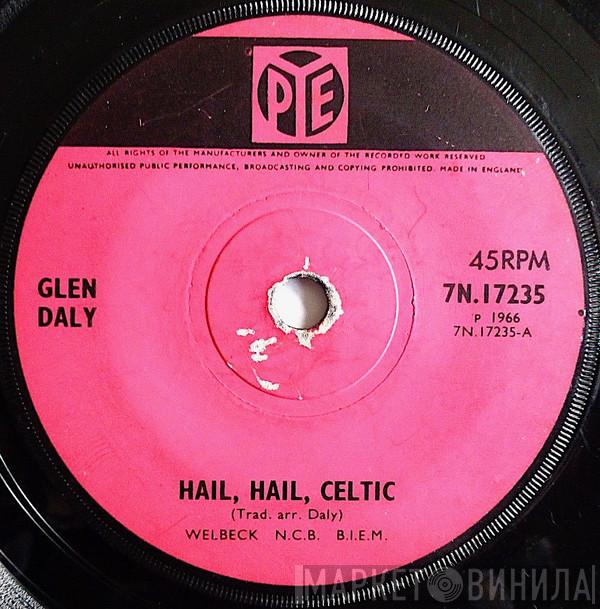 PYE
ALL RIGHTS OF THE MANUFACTURERS AND OWNER OF THE RECORDED WORK RESERVED
UNAUTHORISED PUBLIC PERFORMANCE, BROADCASTING AND COPYING PROHIBITED. MADE IN ENGLAND
GLEN
DALY
45RPM
7N.17235
P 1966
7N.17235-A
HAIL, HAIL, CELTIC
(Trad. arr. Daly)
WELBECK N.C.B. B.I.E.M.
МАРКЕТ ВИНИЛА